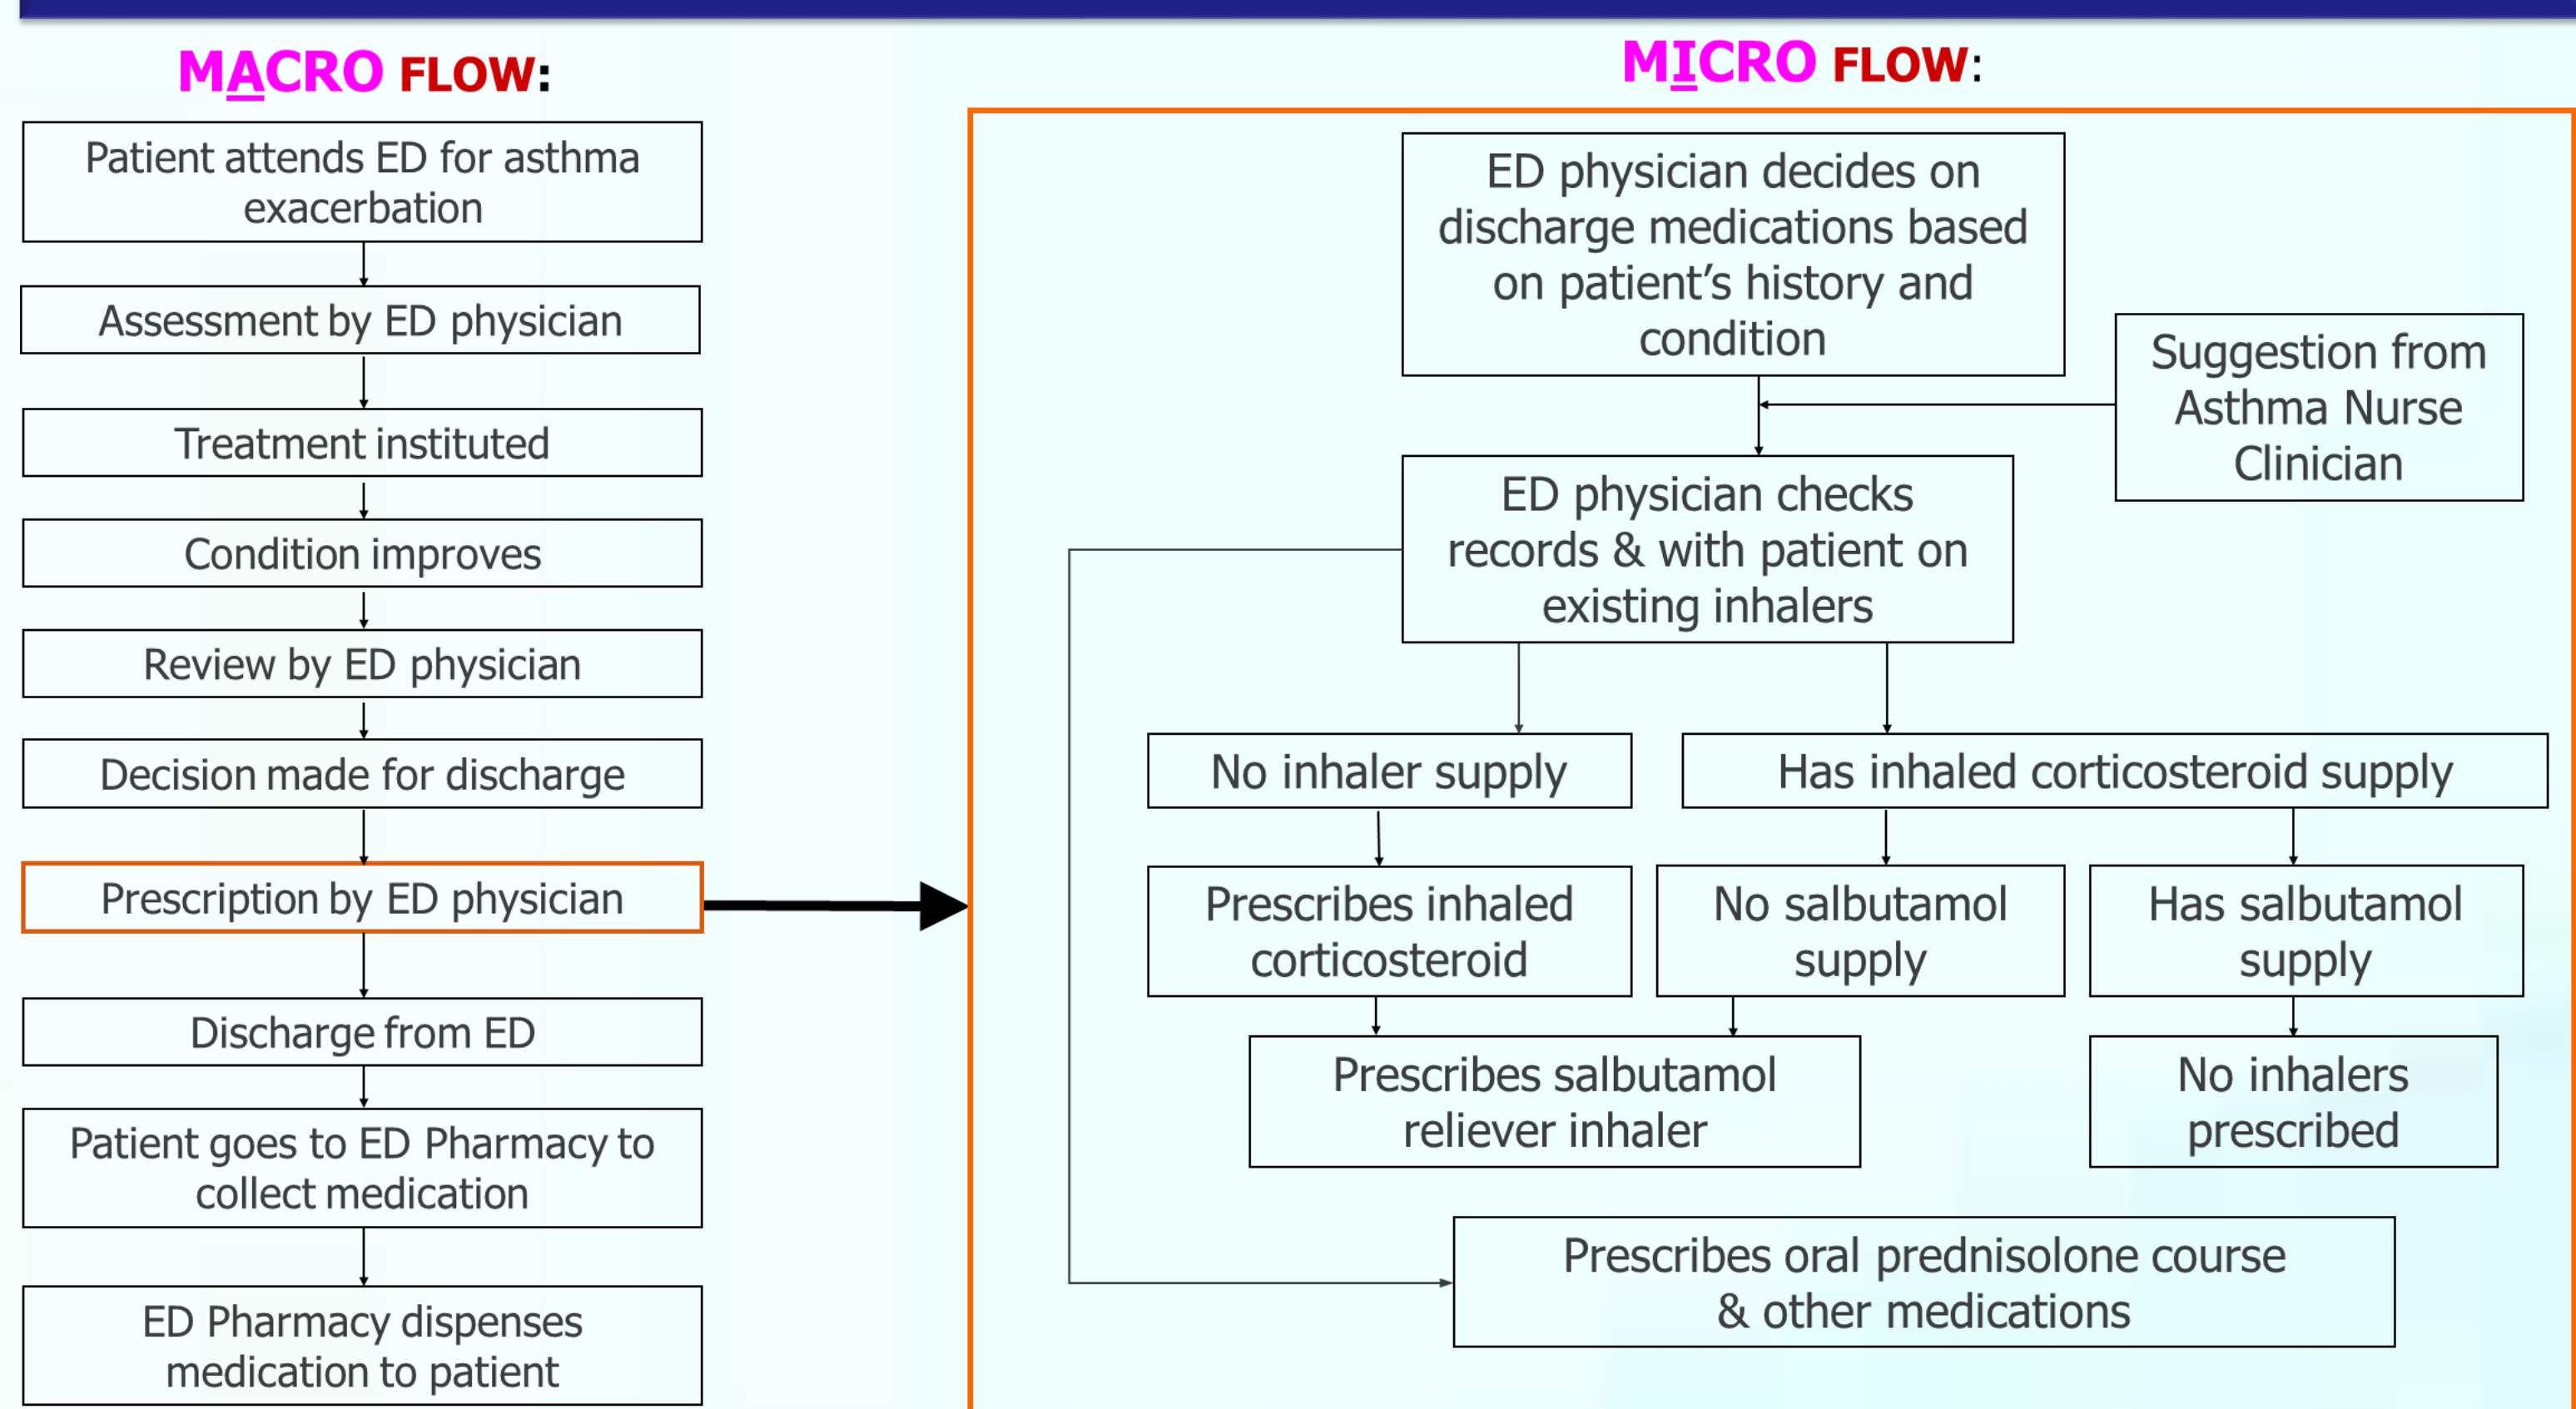 MACRO FLOW:
Patient attends ED for asthma
exacerbation
Assessment by ED physician
Treatment instituted
Condition improves
Review by ED physician
Decision made for discharge
Prescription by ED physician
Discharge from ED
Patient goes to ED Pharmacy to
collect medication
ED Pharmacy dispenses
medication to patient
MICRO FLOW:
ED physician decides on
discharge medications based
on patient’s history and
condition
Suggestion from
Asthma Nurse
Clinician
ED physician checks
records & with patient on
existing inhalers
No inhaler supply
Has inhaled corticosteroid supply
Prescribes inhaled
corticosteroid
No salbutamol
supply
Has salbutamol
supply
Prescribes salbutamol
reliever inhaler
No inhalers
prescribed
Prescribes oral prednisolone course
& other medications